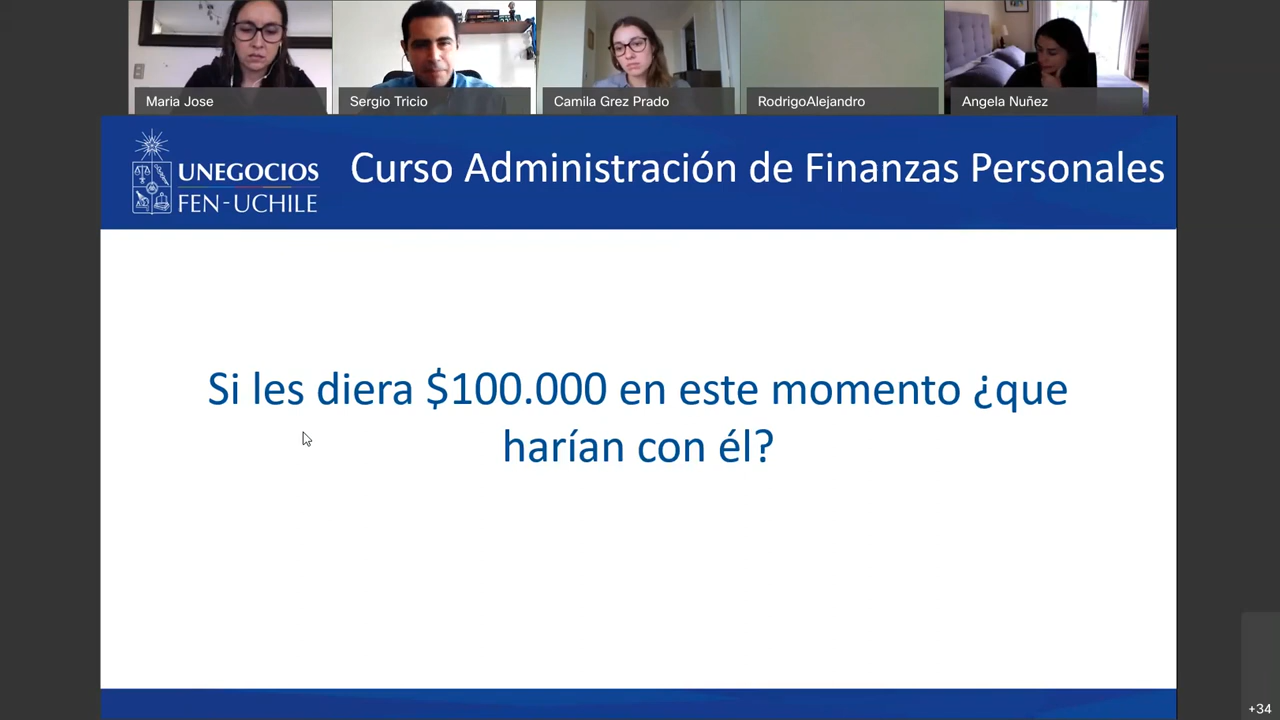 Maria Jose
Sergio Tricio
Camila Grez Prado
RodrigoAlejandro
Angela Nuñez
UNEGOCIOS
FEN-UCHILE
Curso Administración de Finanzas Personales
Si les diera $100.000 en este momento ¿que
harían con él?
+34